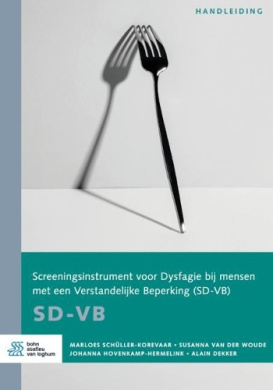 HANDLEIDING
Screeningsinstrument voor Dysfagie bij mensen
met een Verstandelijke Beperking (SD-VB)
SD-VB
MARLOES SCHÜLLER-KOREVAAR • SUSANNA VAN DER WOUDE
JOHANNA HOVENKAMP-HERMELINK • ALAIN DEKKER
bohn
stafleu
van loghum